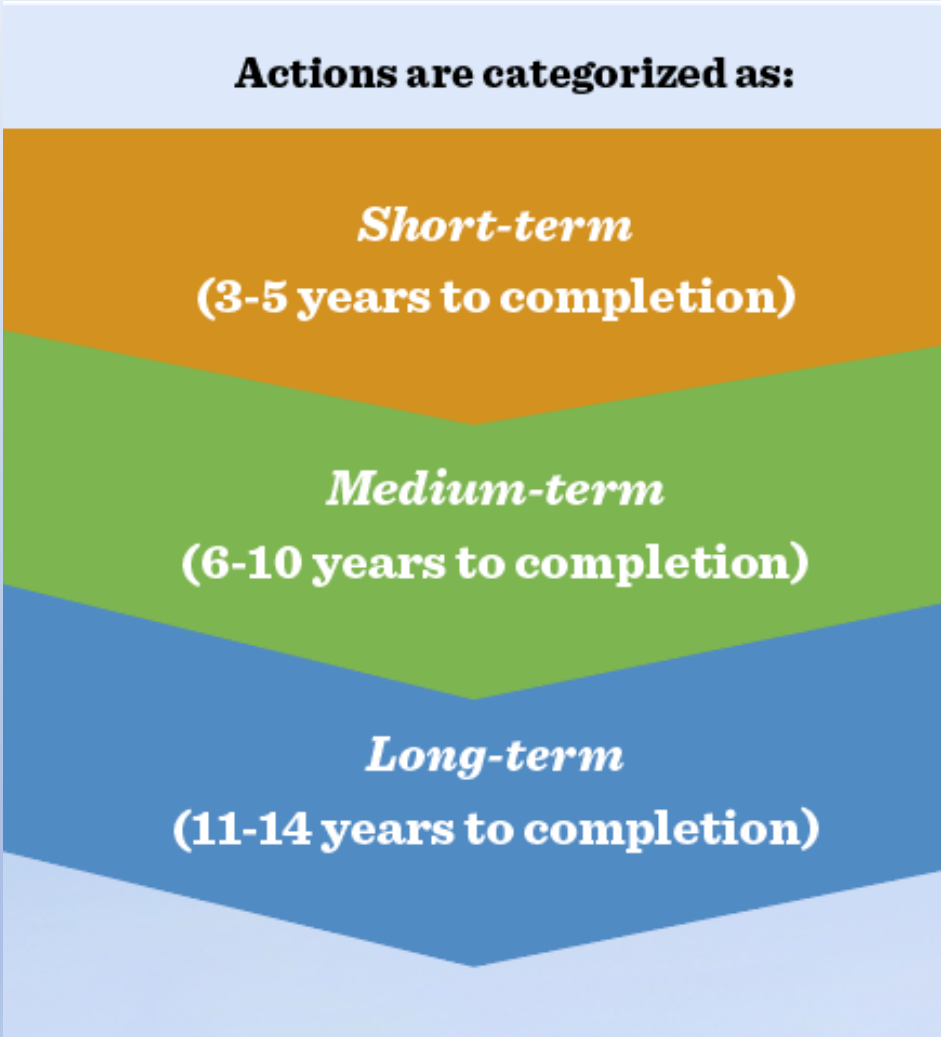 Actions are categorized as:
Short-term
(3-5 years to completion)
Medium-term
(6-10 years to completion)
Long-term
(11-14 years to completion)